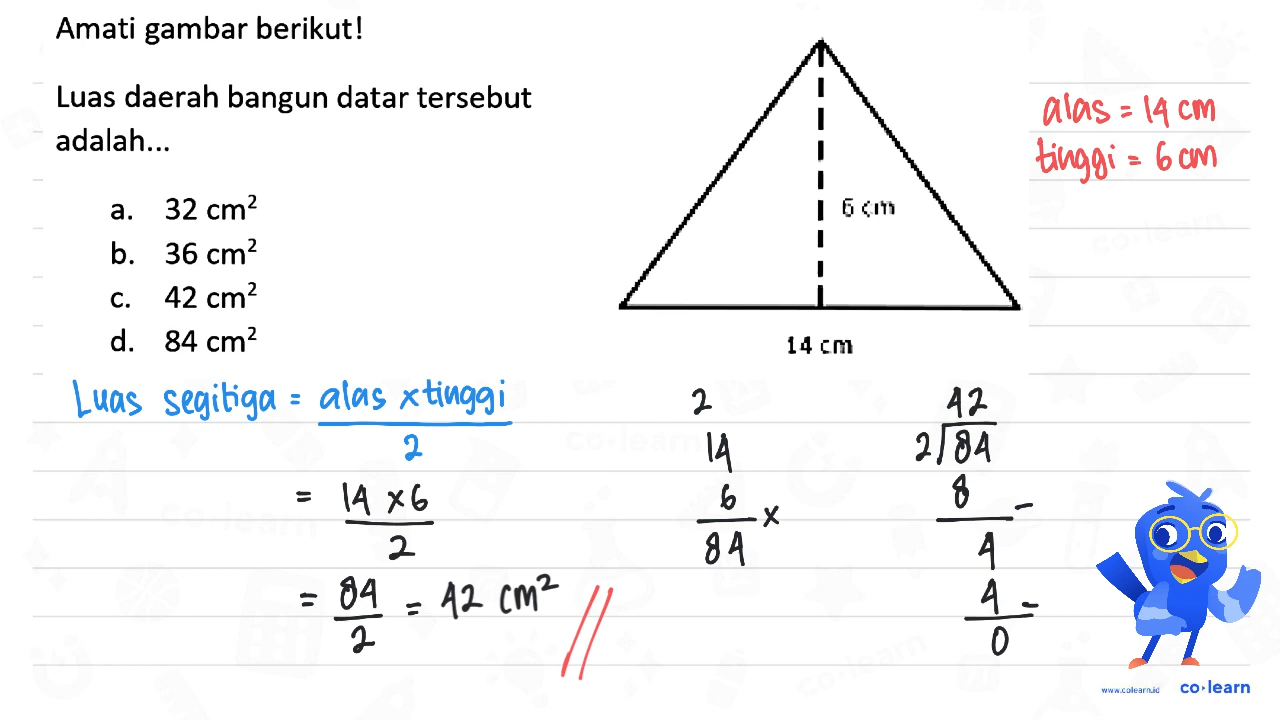 Amati gambar berikut!
Luas daerah bangun datar tersebut
adalah...
a. 32 cm²
b. 36 cm²
c. 42 cm²
d. 84 cm²
6 cm
14 cm
alas = 14 cm
tinggi = 6 cm
Luas segitiga = alas x tinggi
2
= 14 x 6
2
= 84 = 42 cm²
2
2
14
6 x
84
42
2 84
8 -
4
4 -
0
www.colearn.id co·learn